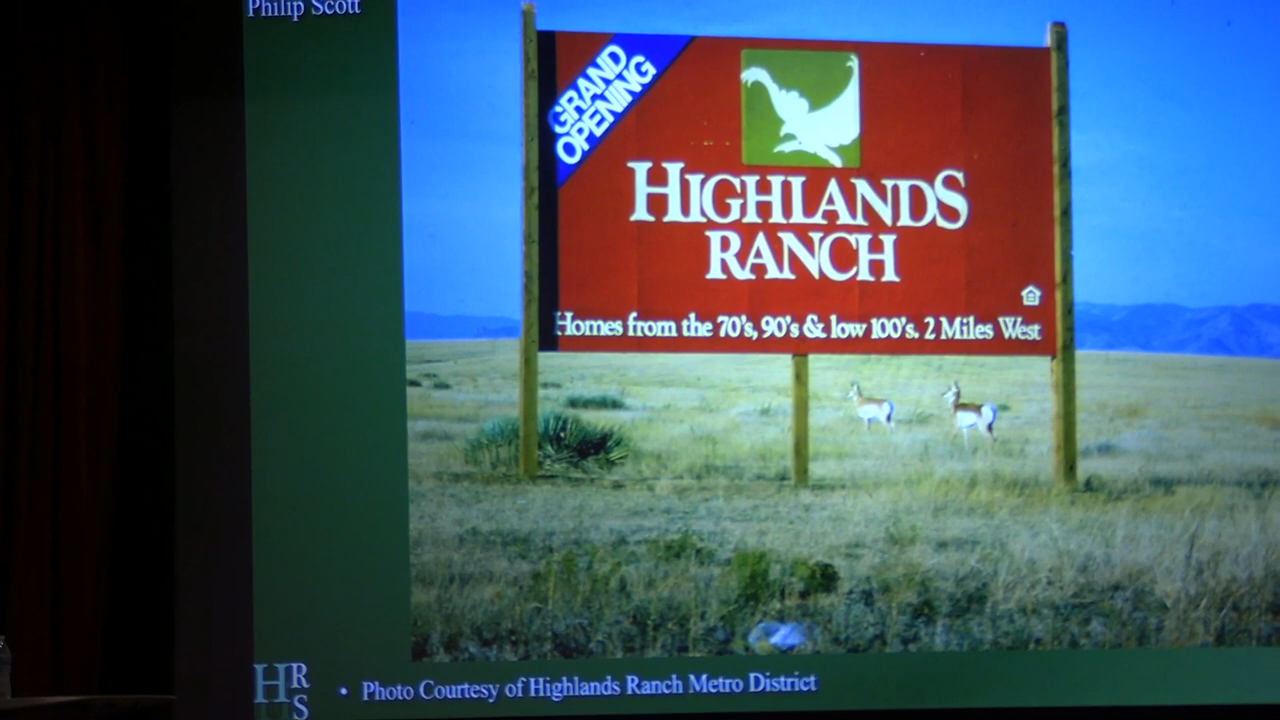 Philip Scott
GRAND
OPENING
HIGHLANDS
RANCH
Homes from the 70's, 90's & low 100's. 2 Miles West
HR
S
• Photo Courtesy of Highlands Ranch Metro District